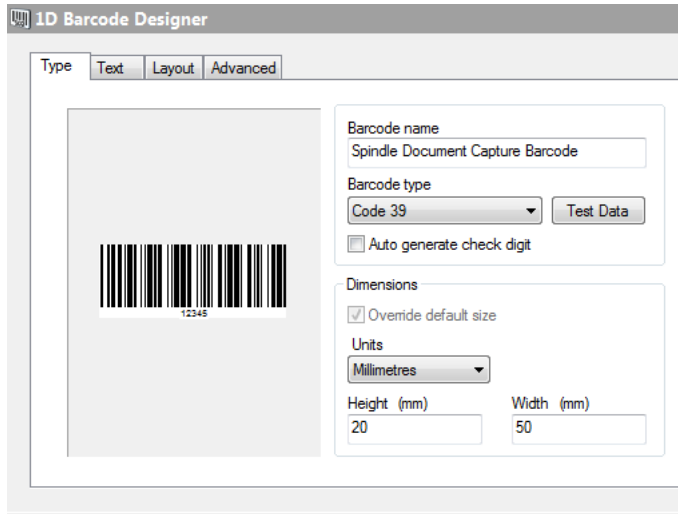 1D Barcode Designer
Type Text Layout Advanced
Barcode name
Spindle Document Capture Barcode
Barcode type
Code 39 Test Data
Auto generate check digit
12345
Dimensions
Override default size
Units
Millimetres
Height (mm) Width (mm)
20 50